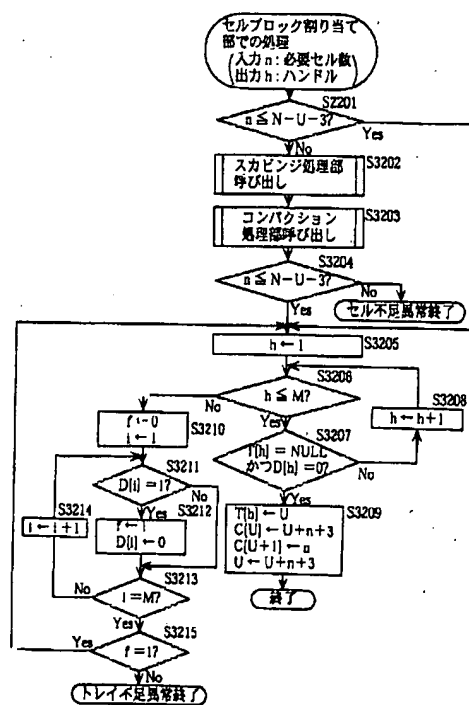 セルブロック割り当て
部での処理
(入力 n : 必要セル数
出力 h : ハンドル)
S2201
n ≦ N－U－3?
Yes
No
スカビンジ処理部
呼び出し
S3202
コンパクション
処理部呼び出し
S3203
S3204
n ≦ N－U－3?
No
Yes
セル不足異常終了
h ← 1
S3205
S3206
h ≦ M?
No
Yes
S3208
h ← h＋1
S3207
T[h] = NULL
かつ D[h] = 0?
No
Yes
f ← 0
i ← 1
S3210
S3211
D[i] = 1?
No
Yes
S3214
i ← i＋1
S3212
f ← 1
D[i] ← 0
S3209
T[h] ← U
C[U] ← U＋n＋3
C[U＋1] ← n
U ← U＋n＋3
終了
S3213
i = M?
No
Yes
S3215
f = 1?
Yes
No
トレイ不足異常終了